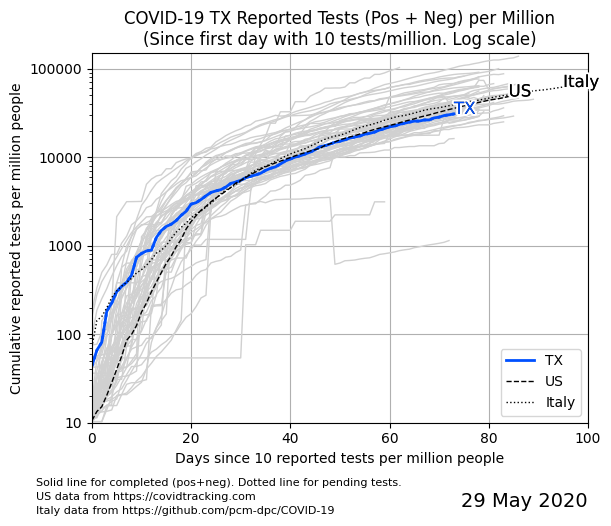 COVID-19 TX Reported Tests (Pos + Neg) per Million
(Since first day with 10 tests/million. Log scale)
Cumulative reported tests per million people
100000
10000
1000
100
10
US
Italy
TX
TX
US
Italy
0
20
40
60
80
100
Days since 10 reported tests per million people
Solid line for completed (pos+neg). Dotted line for pending tests.
US data from https://covidtracking.com
Italy data from https://github.com/pcm-dpc/COVID-19
29 May 2020